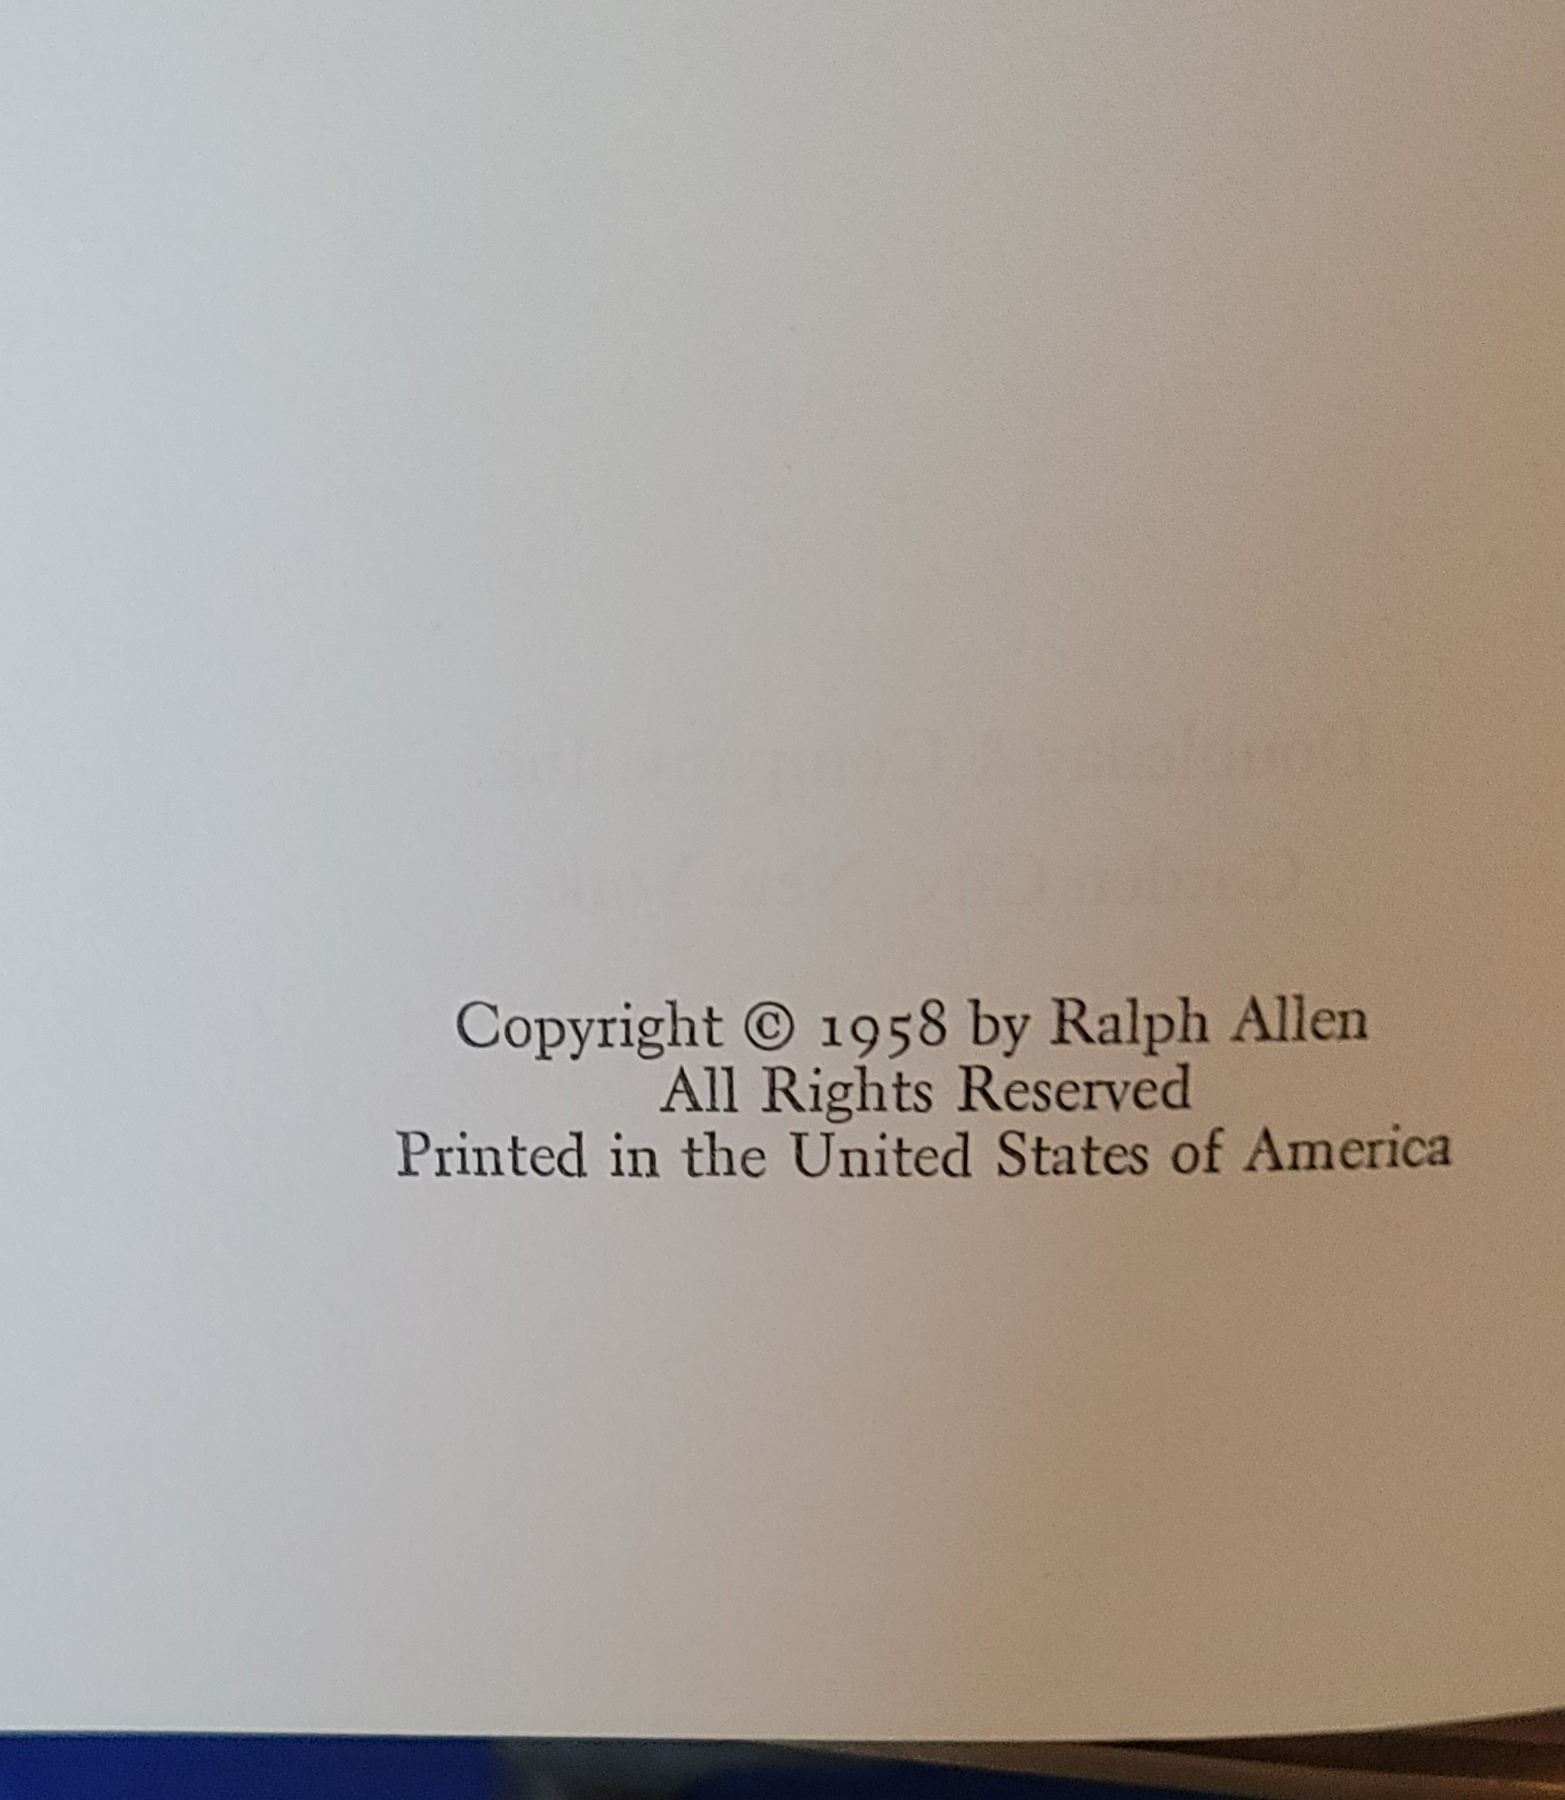 Copyright © 1958 by Ralph Allen
All Rights Reserved
Printed in the United States of America